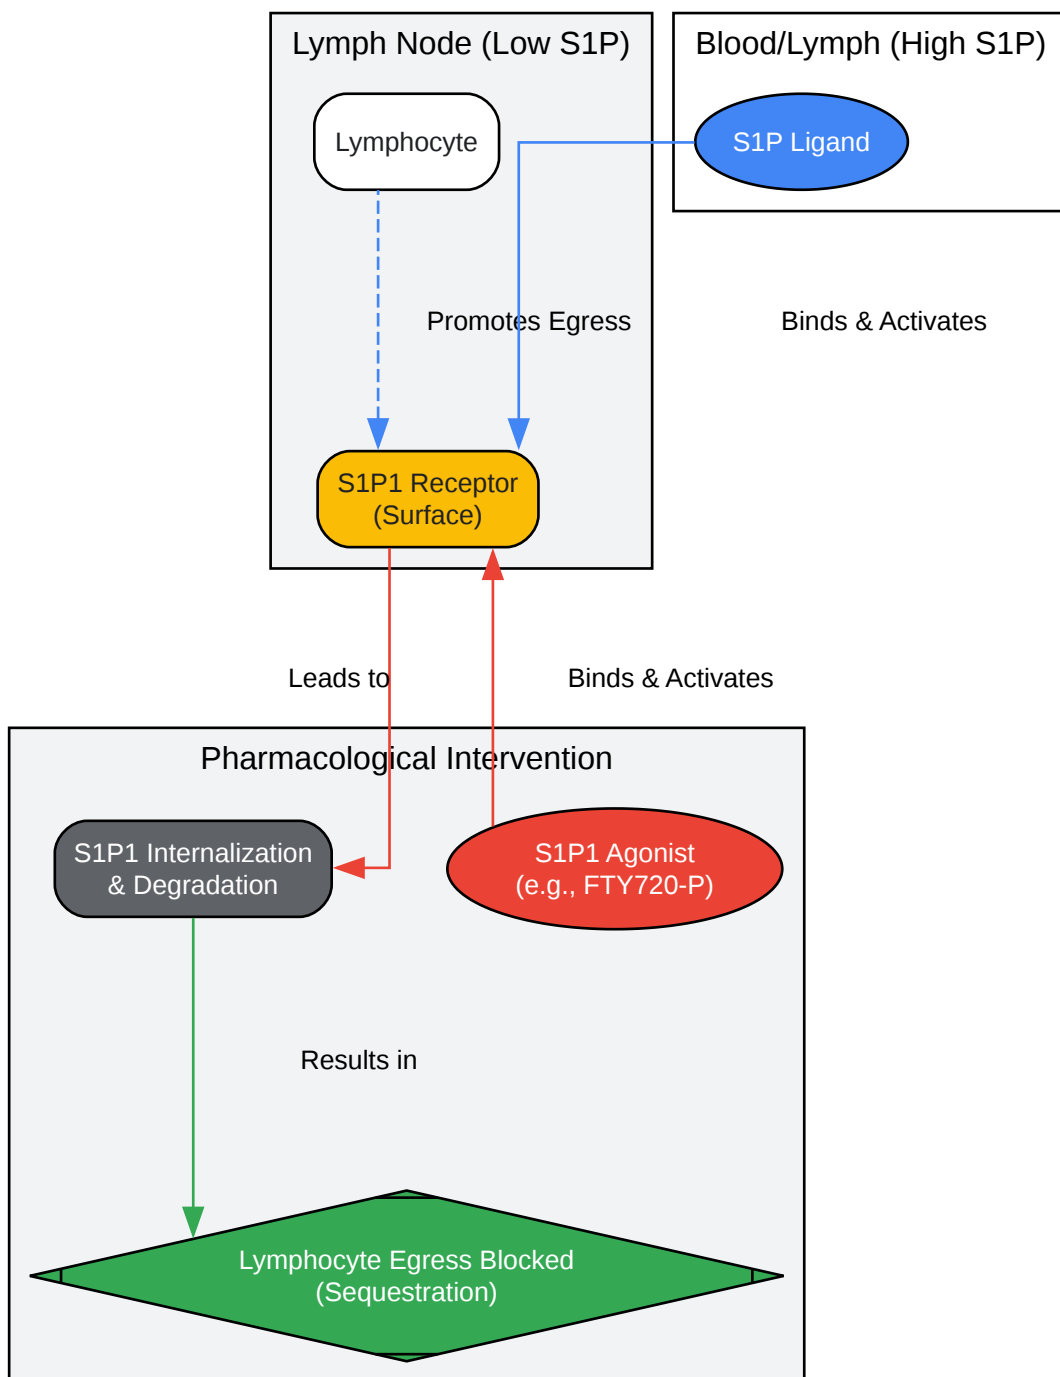 Lymph Node (Low S1P)
Blood/Lymph (High S1P)
Lymphocyte
S1P Ligand
Promotes Egress
Binds & Activates
S1P1 Receptor
(Surface)
Leads to
Binds & Activates
Pharmacological Intervention
S1P1 Internalization
& Degradation
S1P1 Agonist
(e.g., FTY720-P)
Results in
Lymphocyte Egress Blocked
(Sequestration)